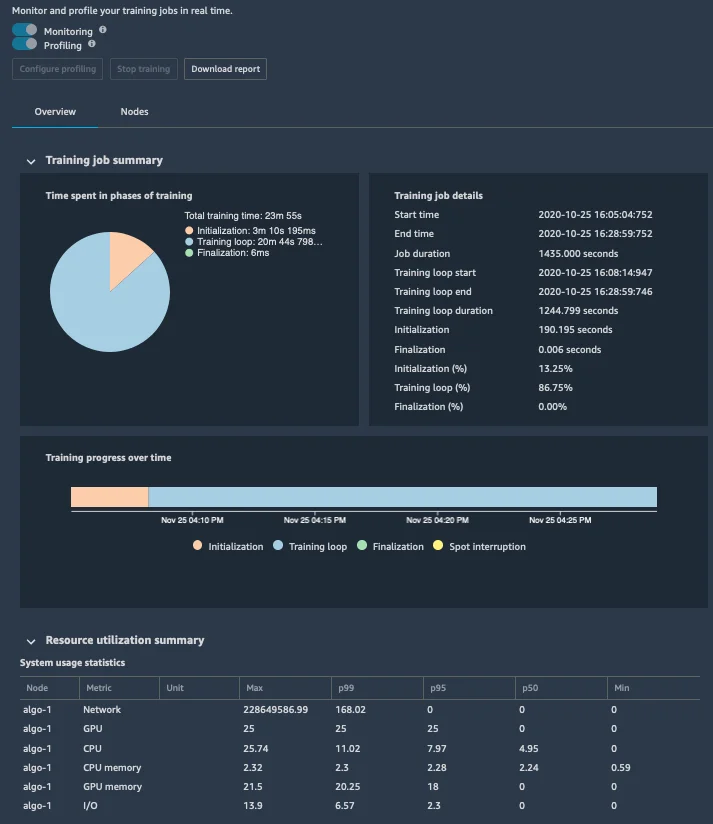 Monitor and profile your training jobs in real time.
Monitoring
Profiling
Configure profiling Stop training Download report
Overview Nodes
Training job summary
Time spent in phases of training
Total training time: 23m 55s
Initialization: 3m 10s 195ms
Training loop: 20m 44s 798...
Finalization: 6ms
Training job details
Start time 2020-10-25 16:05:04:752
End time 2020-10-25 16:28:59:752
Job duration 1435.000 seconds
Training loop start 2020-10-25 16:08:14:947
Training loop end 2020-10-25 16:28:59:746
Training loop duration 1244.799 seconds
Initialization 190.195 seconds
Finalization 0.006 seconds
Initialization (%) 13.25%
Training loop (%) 86.75%
Finalization (%) 0.00%
Training progress over time
Nov 25 04:10 PM Nov 25 04:15 PM Nov 25 04:20 PM Nov 25 04:25 PM
Initialization Training loop Finalization Spot interruption
Resource utilization summary
System usage statistics
Node Metric Unit Max p99 p95 p50 Min
algo-1 Network 228649586.99 168.02 0 0 0
algo-1 GPU 25 25 25 0 0
algo-1 CPU 25.74 11.02 7.97 4.95 0
algo-1 CPU memory 2.32 2.3 2.28 2.24 0.59
algo-1 GPU memory 21.5 20.25 18 0 0
algo-1 I/O 13.9 6.57 2.3 0 0